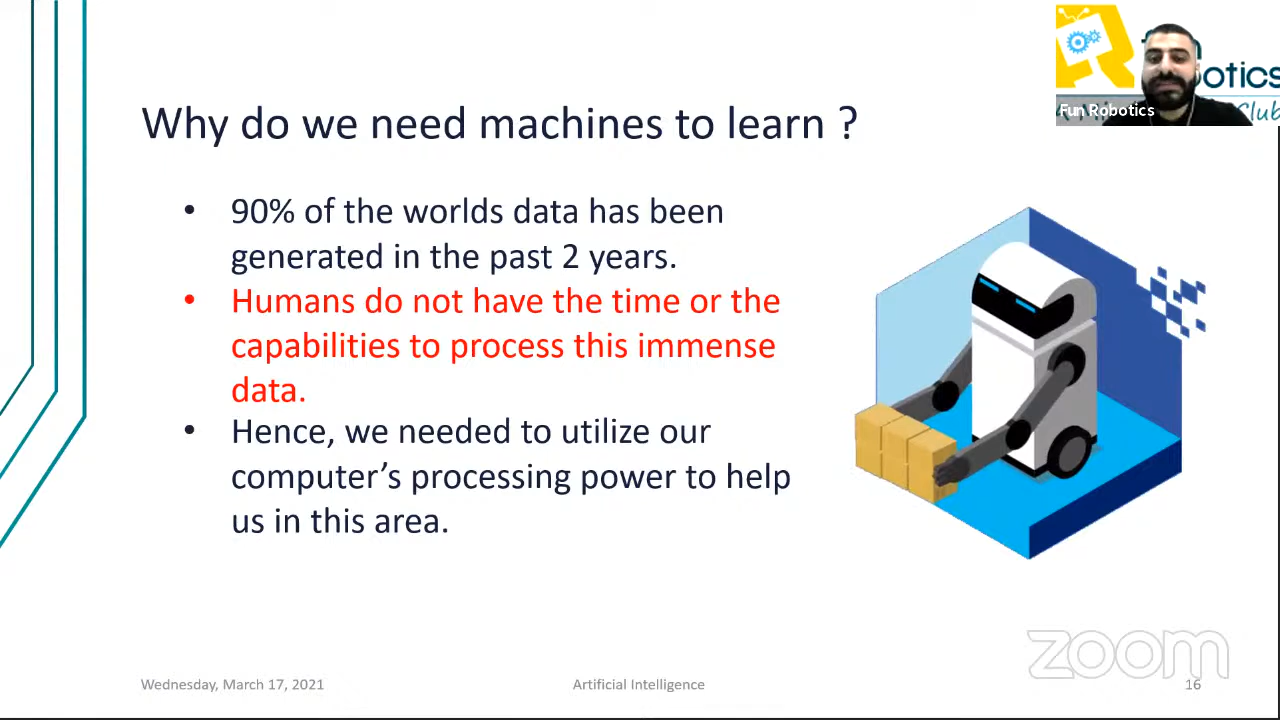 Why do we need machines to learn ?
• 90% of the worlds data has been
generated in the past 2 years.
• Humans do not have the time or the
capabilities to process this immense
data.
• Hence, we needed to utilize our
computer’s processing power to help
us in this area.
Fun Robotics
otics
Club
zoom
Wednesday, March 17, 2021
Artificial Intelligence
16